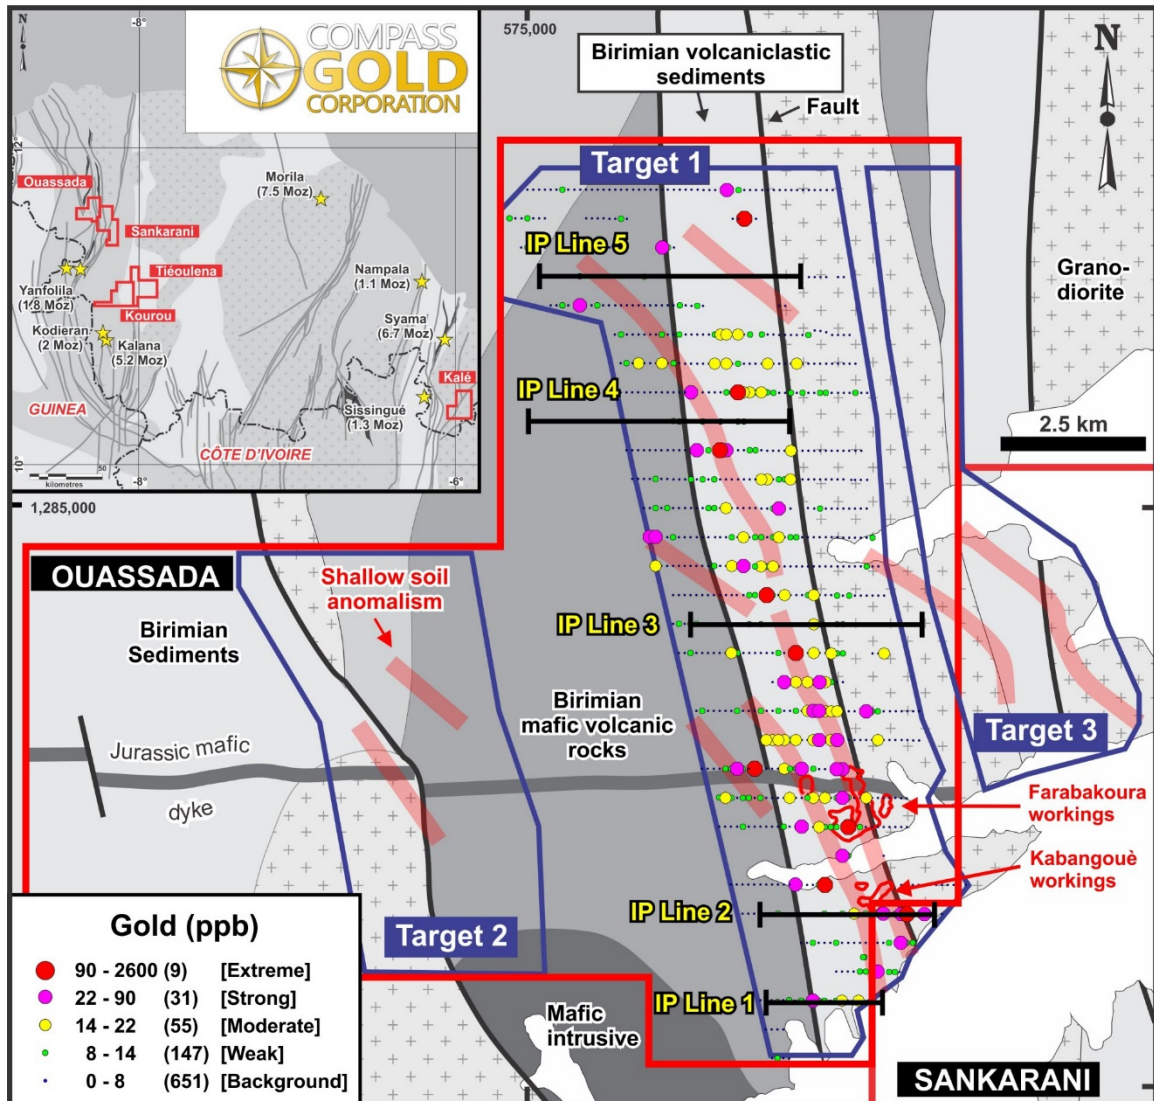 N
-8°
COMPASS
GOLD
CORPORATION
12°
Ouassada
Morila
(7.5 Moz)
Sankarani
Tiéoulena
Nampala
(1.1 Moz)
Yanfolila
(1.8 Moz)
Kourou
Syama
(6.7 Moz)
Kodieran
(2 Moz)
Kalana
(5.2 Moz)
Kalé
Sissingué
(1.3 Moz)
GUINEA
CÔTE D'IVOIRE
10°
50
kilometres
-8°
-6°
575,000
Birimian volcaniclastic
sediments
Fault
N
Target 1
IP Line 5
Grano-
diorite
IP Line 4
2.5 km
1,285,000
OUASSADA
Shallow soil
anomalism
Birimian
Sediments
IP Line 3
Birimian
mafic volcanic
rocks
Target 3
Jurassic mafic
dyke
Farabakoura
workings
Kabangouè
workings
IP Line 2
Target 2
IP Line 1
Mafic
intrusive
SANKARANI
Gold (ppb)
90 - 2600 (9) [Extreme]
22 - 90 (31) [Strong]
14 - 22 (55) [Moderate]
8 - 14 (147) [Weak]
0 - 8 (651) [Background]